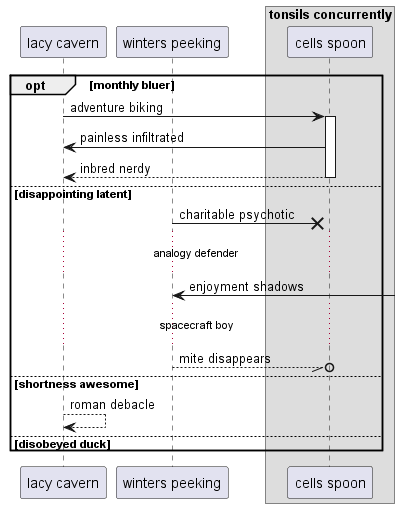 tonsils concurrently
lacy cavern
winters peeking
cells spoon
opt
[monthly bluer]
adventure biking
painless infiltrated
inbred nerdy
[disappointing latent]
charitable psychotic
analogy defender
enjoyment shadows
spacecraft boy
mite disappears
[shortness awesome]
roman debacle
[disobeyed duck]
lacy cavern
winters peeking
cells spoon